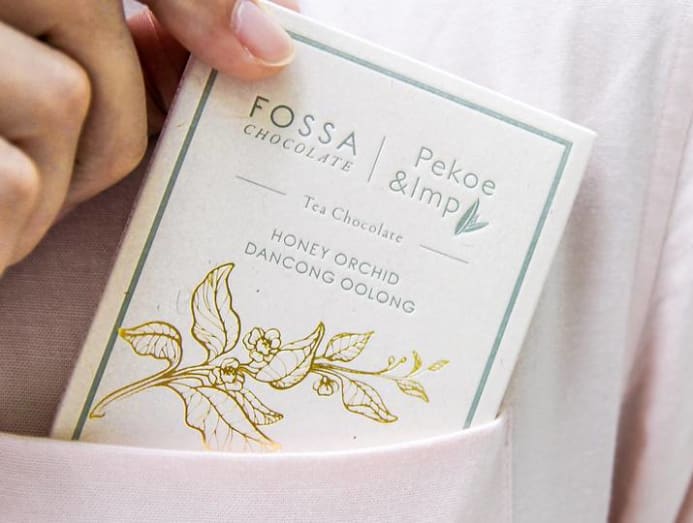 FOSSA
CHOCOLATE
Pekoe
&Imp
Tea Chocolate
HONEY ORCHID
DANCONG OOLONG